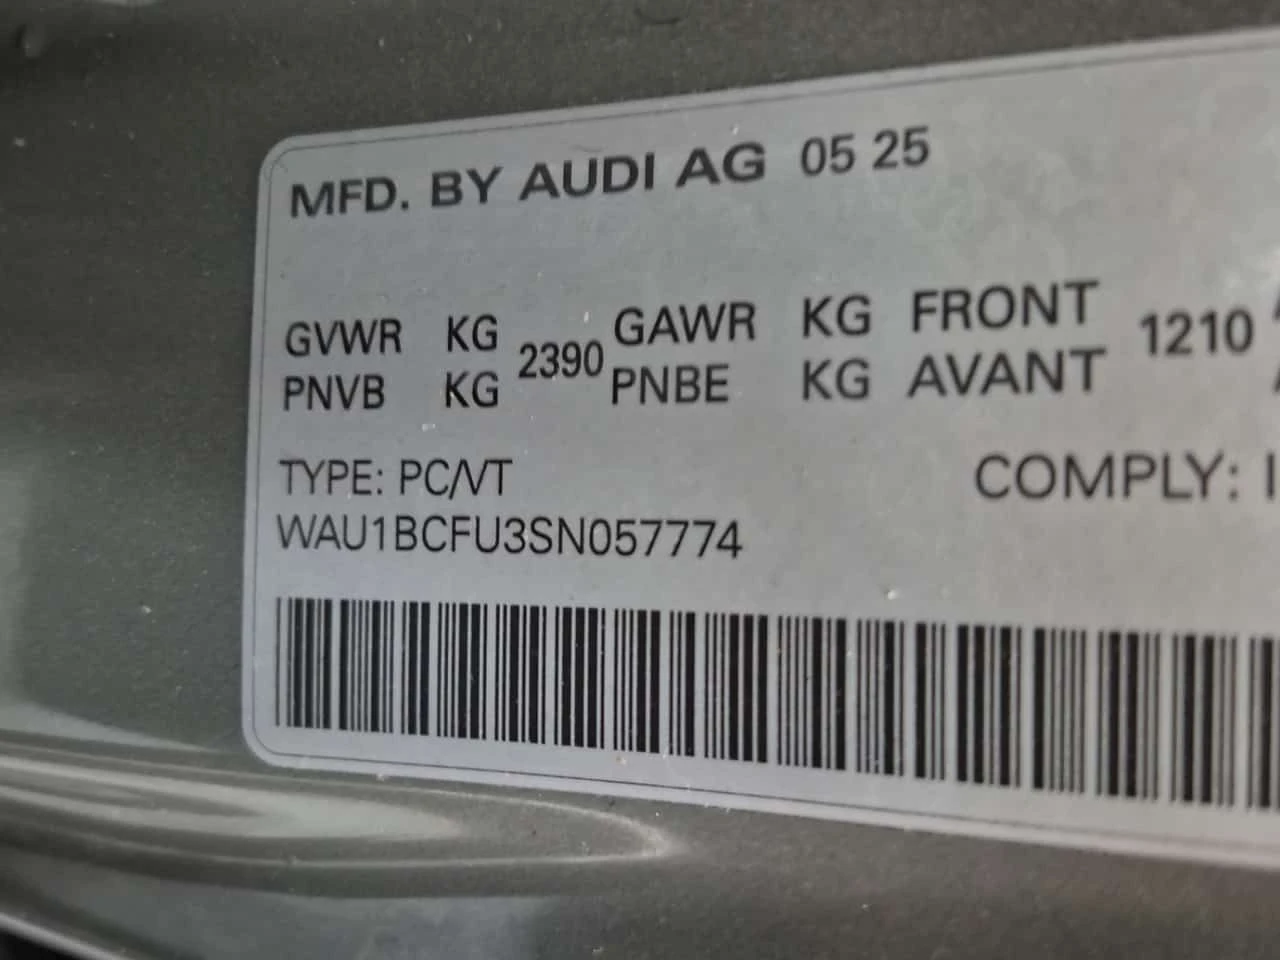 MFD. BY AUDI AG 05 25
GVWR KG 2390 GAWR KG FRONT 1210
PNVB KG PNBE KG AVANT
TYPE: PC/VT COMPLY:
WAU1BCFU3SN057774